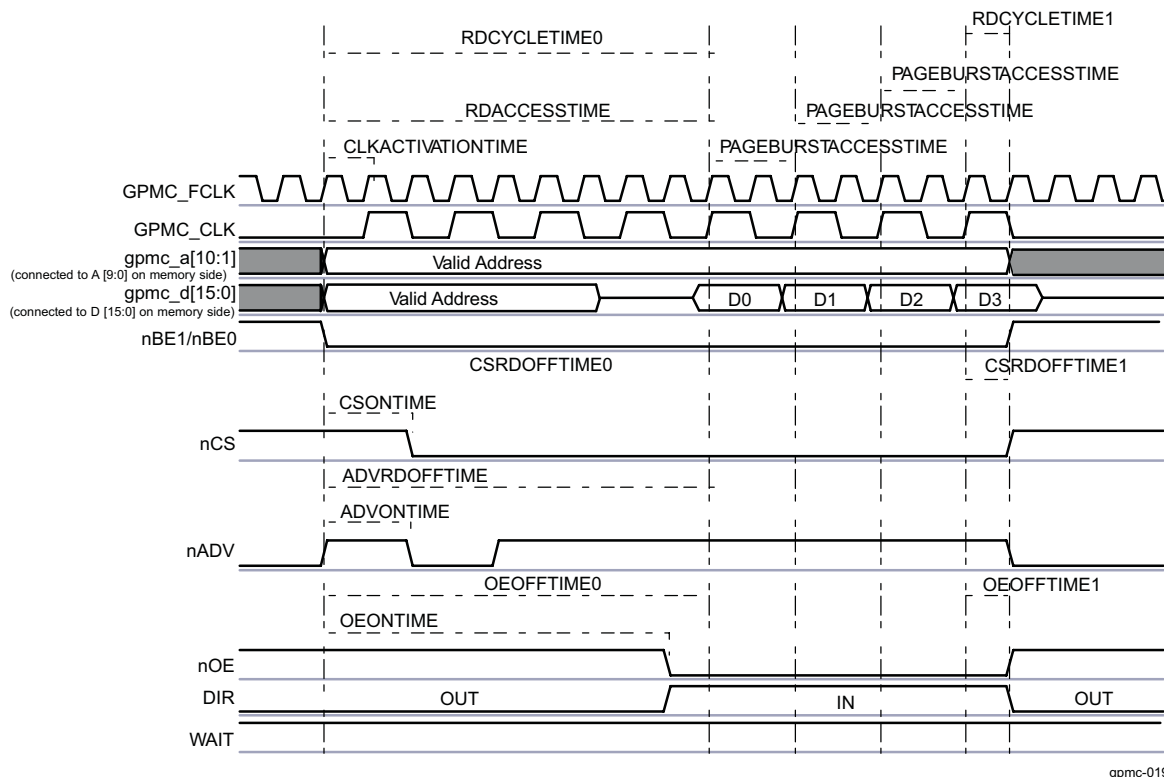 RDCYCLETIME1
RDCYCLETIME0
PAGEBURSTACCESSTIME
RDACCESSTIME
PAGEBURSTACCESSTIME
CLKACTIVATIONTIME
PAGEBURSTACCESSTIME
GPMC_FCLK
GPMC_CLK
gpmc_a[10:1]
(connected to A [9:0] on memory side)
Valid Address
gpmc_d[15:0]
(connected to D [15:0] on memory side)
Valid Address
D0
D1
D2
D3
nBE1/nBE0
CSRDOFFTIME0
CSRDOFFTIME1
CSONTIME
nCS
ADVRDOFFTIME
ADVONTIME
nADV
OEOFFTIME0
OEOFFTIME1
OEONTIME
nOE
DIR
OUT
IN
OUT
WAIT
gpmc-019